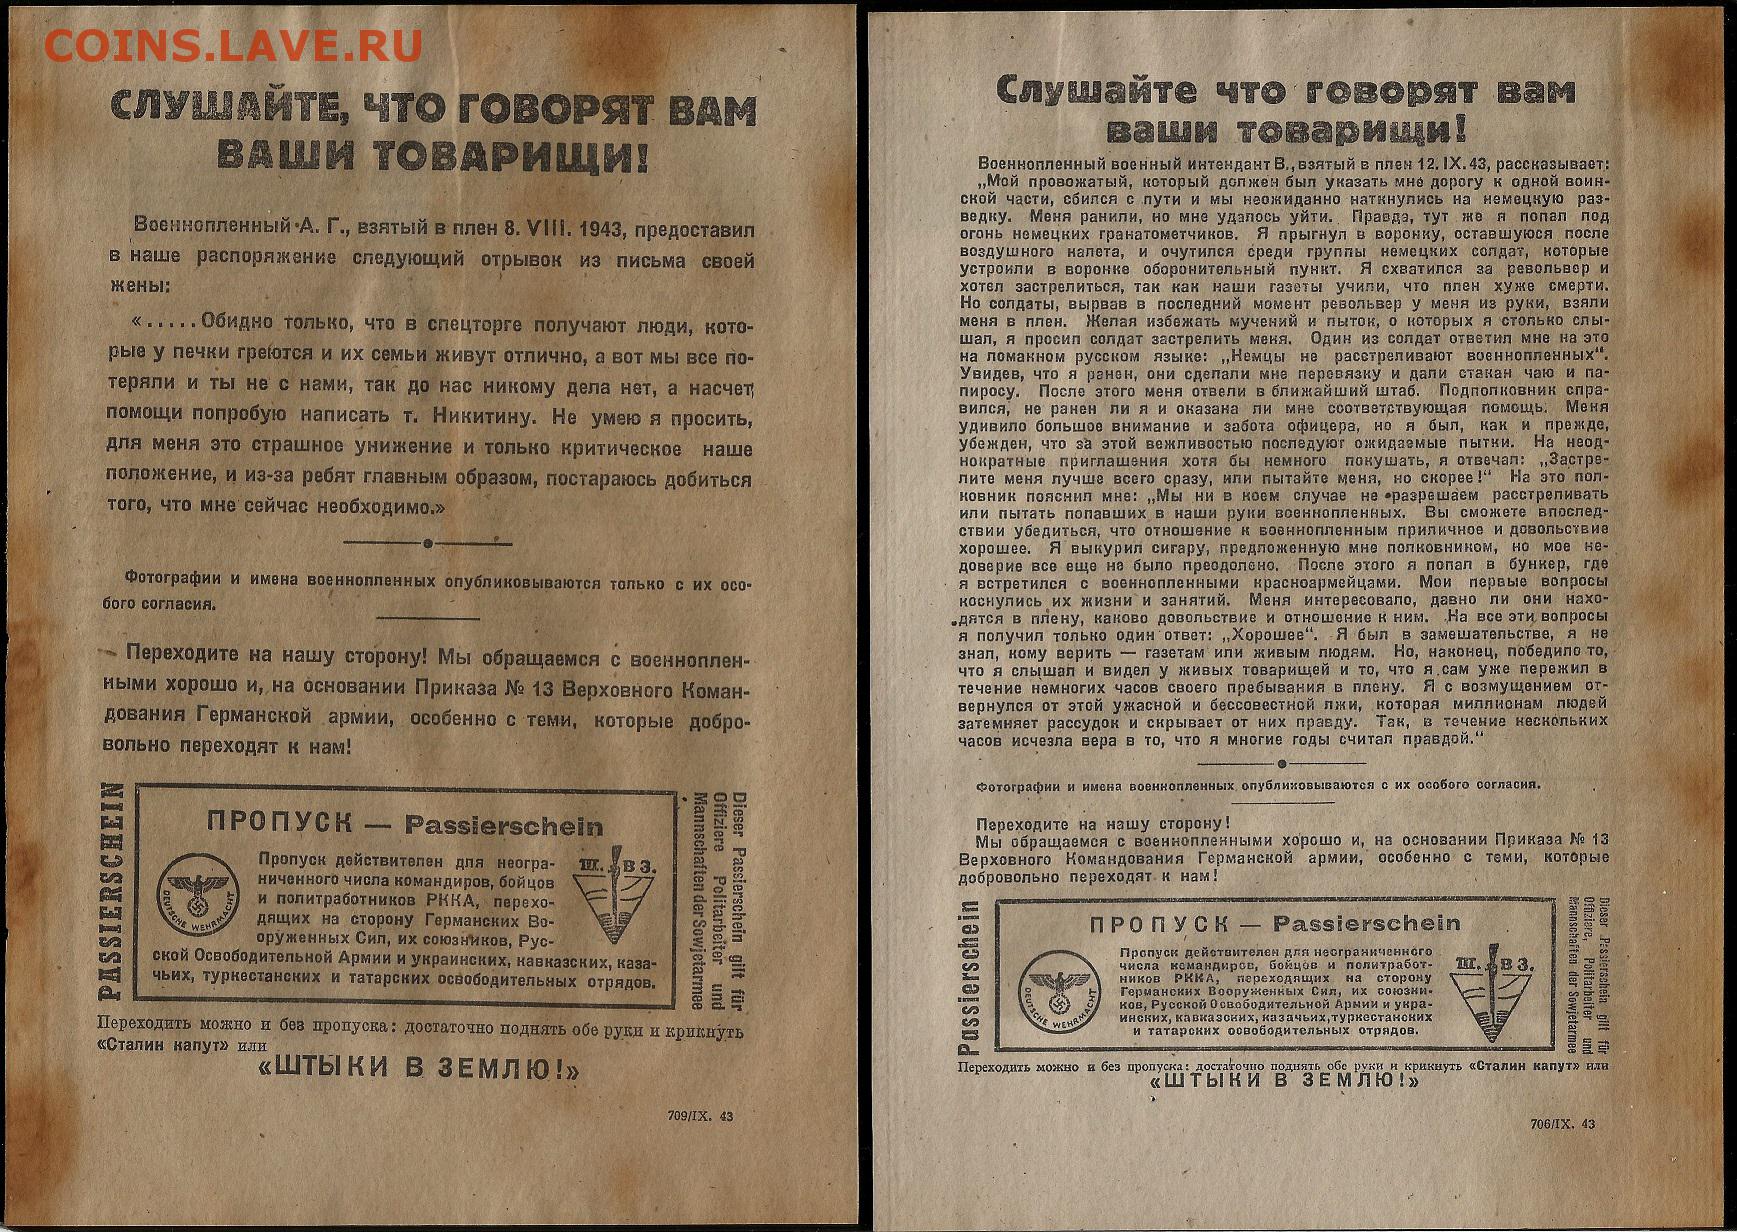 COINS.LAVE.RU
СЛУШАЙТЕ, ЧТО ГОВОРЯТ ВАМ
ВАШИ ТОВАРИЩИ!
Военнопленный А. Г., взятый в плен 8. VIII. 1943, предоставил
в наше распоряжение следующий отрывок из письма своей
жены:
«.....Обидно только, что в спецторге получают люди, кото-
рые у печки греются и их семьи живут отлично, а вот мы все по-
теряли и ты не с нами, так до нас никому дела нет, а насчет
помощи попробую написать т. Никитину. Не умею я просить,
для меня это страшное унижение и только критическое наше
положение, и из-за ребят главным образом, постараюсь добиться
того, что мне сейчас необходимо.»
Фотографии и имена военнопленных опубликовываются только с их осо-
бого согласия.
Переходите на нашу сторону! Мы обращаемся с военноплен-
ными хорошо и, на основании Приказа № 13 Верховного Коман-
дования Германской армии, особенно с теми, которые добро-
вольно переходят к нам!
PASSIERSCHEIN
ПРОПУСК — Passierschein
Пропуск действителен для неогра-
ниченного числа командиров, бойцов
и политработников РККА, перехо-
дящих на сторону Германских Во-
оруженных Сил, их союзников, Рус-
ской Освободительной Армии и украинских, кавказских, каза-
чьих, туркестанских и татарских освободительных отрядов.
DEUTSCHE WEHRMACHT
Ш. В З.
Dieser Passierschein gilt für
Offiziere Politarbeiter und
Mannschaften der Sowjetarmee
Переходить можно и без пропуска: достаточно поднять обе руки и крикнуть
«Сталин капут» или
«ШТЫКИ В ЗЕМЛЮ!»
709/IX. 43
Слушайте что говорят вам
ваши товарищи!
Военнопленный военный интендант В., взятый в плен 12. IX. 43, рассказывает:
„Мой провожатый, который должен был указать мне дорогу к одной воин-
ской части, сбился с пути и мы неожиданно наткнулись на немецкую раз-
ведку. Меня ранили, но мне удалось уйти. Правда, тут же я попал под
огонь немецких гранатометчиков. Я прыгнул в воронку, оставшуюся после
воздушного налета, и очутился среди группы немецких солдат, которые
устроили в воронке оборонительный пункт. Я схватился за револьвер и
хотел застрелиться, так как наши газеты учили, что плен хуже смерти.
Но солдаты, вырвав в последний момент револьвер у меня из руки, взяли
меня в плен. Желая избежать мучений и пыток, о которых я столько слы-
шал, я просил солдат застрелить меня. Один из солдат ответил мне на это
на ломаном русском языке: „Немцы не расстреливают военнопленных“.
Увидев, что я ранен, они сделали мне перевязку и дали стакан чаю и па-
пиросу. После этого меня отвели в ближайший штаб. Подполковник спра-
вился, не ранен ли я и оказана ли мне соответствующая помощь. Меня
удивило большое внимание и забота офицера, но я был, как и прежде,
убежден, что за этой вежливостью последуют ожидаемые пытки. На неод-
нократные приглашения хотя бы немного покушать, я отвечал: „Застре-
лите меня лучше всего сразу, или пытайте меня, но скорее!“ На это пол-
ковник пояснил мне: „Мы ни в коем случае не разрешаем расстреливать
или пытать попавших в наши руки военнопленных. Вы сможете впослед-
ствии убедиться, что отношение к военнопленным приличное и довольствие
хорошее. Я выкурил сигару, предложенную мне полковником, но мое не-
доверие все еще не было преодолено. После этого я попал в бункер, где
я встретился с военнопленными красноармейцами. Мои первые вопросы
коснулись их жизни и занятий. Меня интересовало, давно ли они нахо-
дятся в плену, каково довольствие и отношение к ним. На все эти вопросы
я получил только один ответ: „Хорошее“. Я был в замешательстве, я не
знал, кому верить — газетам или живым людям. Но, наконец, победило то,
что я слышал и видел у живых товарищей и то, что я сам уже пережил в
течение немногих часов своего пребывания в плену. Я с возмущением от-
вернулся от этой ужасной и бессовестной лжи, которая миллионам людей
затемняет рассудок и скрывает от них правду. Так, в течение нескольких
часов исчезла вера в то, что я многие годы считал правдой.“
Фотографии и имена военнопленных опубликовываются с их особого согласия.
Переходите на нашу сторону!
Мы обращаемся с военнопленными хорошо и, на основании Приказа № 13
Верховного Командования Германской армии, особенно с теми, которые
добровольно переходят к нам!
Passierschein
ПРОПУСК — Passierschein
Пропуск действителен для неограниченного
числа командиров, бойцов и политработ-
ников РККА, переходящих на сторону
Германских Вооруженных Сил, их союзни-
ков, Русской Освободительной Армии и укра-
инских, кавказских, казачьих, туркестанских
и татарских освободительных отрядов.
DEUTSCHE WEHRMACHT
Ш. В З.
Dieser Passierschein gilt für
Offiziere, Politarbeiter und
Mannschaften der Sowjetarmee
Переходить можно и без пропуска: достаточно поднять обе руки и крикнуть «Сталин капут» или
«ШТЫКИ В ЗЕМЛЮ!»
706/IX. 43